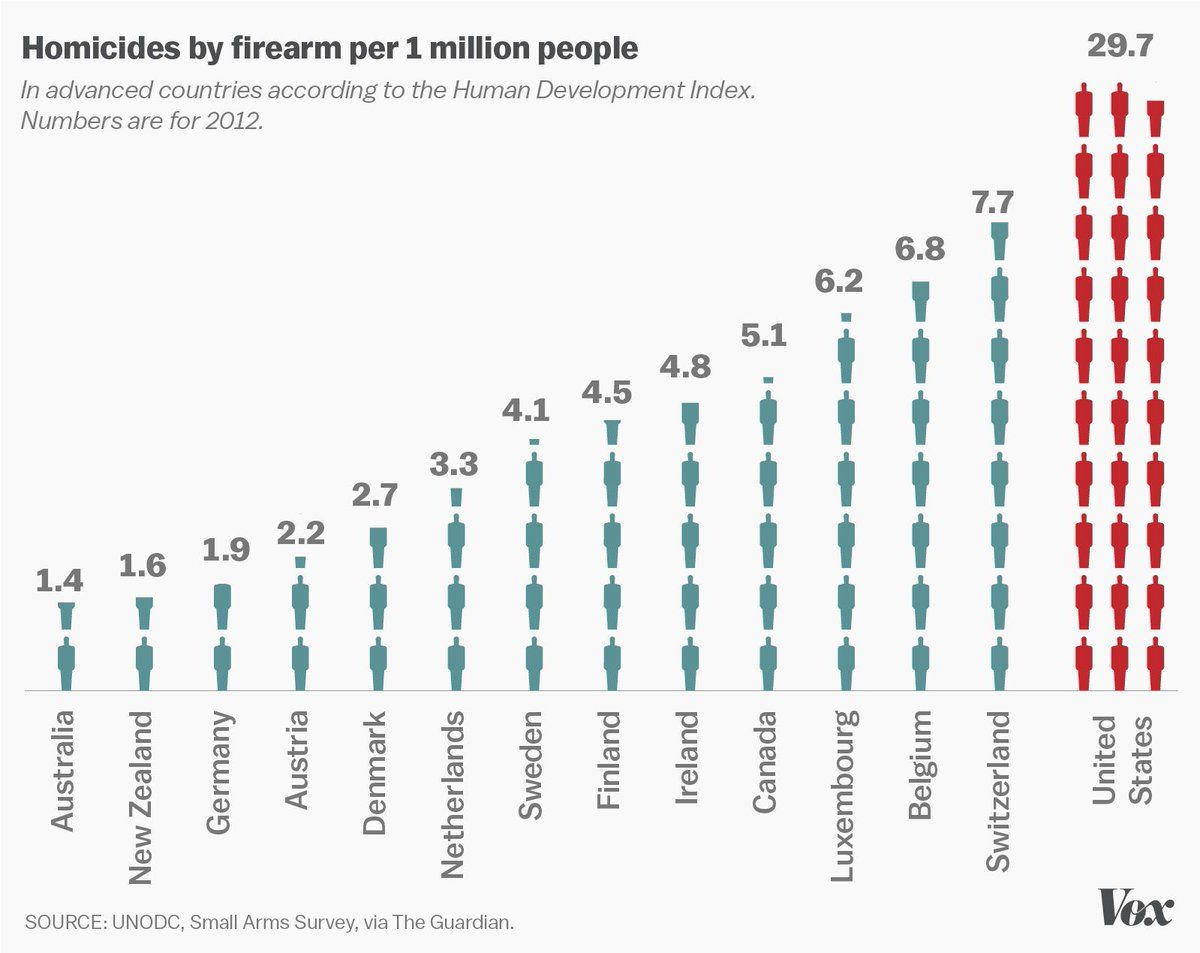 Homicides by firearm per 1 million people
In advanced countries according to the Human Development Index.
Numbers are for 2012.
29.7
7.7
6.8
6.2
5.1
4.8
4.5
4.1
3.3
2.7
2.2
1.9
1.6
1.4
Australia
New Zealand
Germany
Austria
Denmark
Netherlands
Sweden
Finland
Ireland
Canada
Luxembourg
Belgium
Switzerland
United
States
SOURCE: UNODC, Small Arms Survey, via The Guardian.
Vox